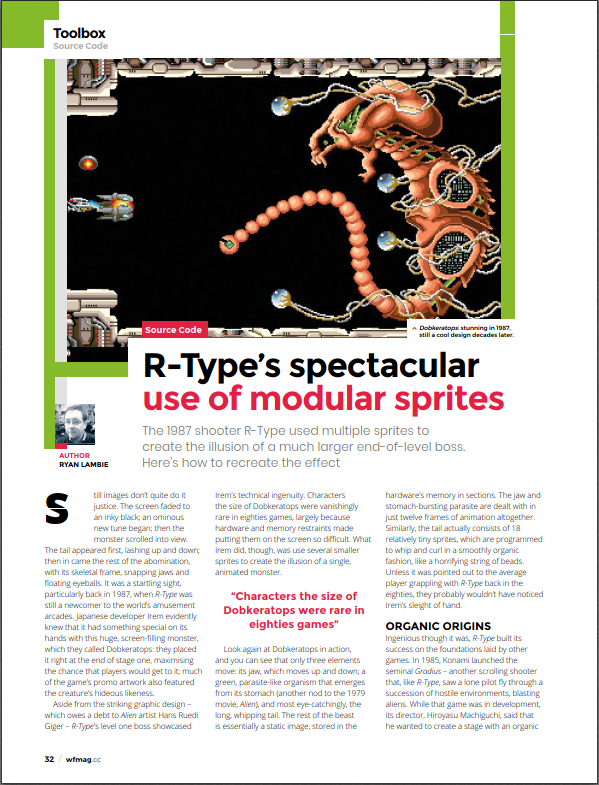 Toolbox
Source Code
Dobkeratops: stunning in 1987,
still a cool design decades later.
Source Code
R-Type’s spectacular
use of modular sprites
The 1987 shooter R-Type used multiple sprites to
create the illusion of a much larger end-of-level boss.
Here’s how to recreate the effect
AUTHOR
RYAN LAMBIE
Still images don’t quite do it
justice. The screen faded to
an inky black; an ominous
new tune began; then the
monster scrolled into view.
The tail appeared first, lashing up and down;
then in came the rest of the abomination,
with its skeletal frame, snapping jaws and
floating eyeballs. It was a startling sight,
particularly back in 1987, when R-Type was
still a newcomer to the world’s amusement
arcades. Japanese developer Irem evidently
knew that it had something special on its
hands with this huge, screen-filling monster,
which they called Dobkeratops: they placed
it right at the end of stage one, maximising
the chance that players would get to it; much
of the game’s promo artwork also featured
the creature’s hideous likeness.
Aside from the striking graphic design –
which owes a debt to Alien artist Hans Ruedi
Giger – R-Type’s level one boss showcased
Irem’s technical ingenuity. Characters
the size of Dobkeratops were vanishingly
rare in eighties games, largely because
hardware and memory restraints made
putting them on the screen so difficult. What
Irem did, though, was use several smaller
sprites to create the illusion of a single,
animated monster.
“Characters the size of
Dobkeratops were rare in
eighties games”
Look again at Dobkeratops in action,
and you can see that only three elements
move: its jaw, which moves up and down; a
green, parasite-like organism that emerges
from its stomach (another nod to the 1979
movie, Alien), and most eye-catchingly, the
long, whipping tail. The rest of the beast
is essentially a static image, stored in the
hardware’s memory in sections. The jaw and
stomach-bursting parasite are dealt with in
just twelve frames of animation altogether.
Similarly, the tail actually consists of 18
relatively tiny sprites, which are programmed
to whip and curl in a smoothly organic
fashion, like a horrifying string of beads.
Unless it was pointed out to the average
player grappling with R-Type back in the
eighties, they probably wouldn’t have noticed
Irem’s sleight of hand.
ORGANIC ORIGINS
Ingenious though it was, R-Type built its
success on the foundations laid by other
games. In 1985, Konami launched the
seminal Gradius – another scrolling shooter
that, like R-Type, saw a lone pilot fly through a
succession of hostile environments, blasting
aliens. While that game was in development,
its director, Hiroyasu Machiguchi, said that
he wanted to create a stage with an organic
32 / wfmag.cc